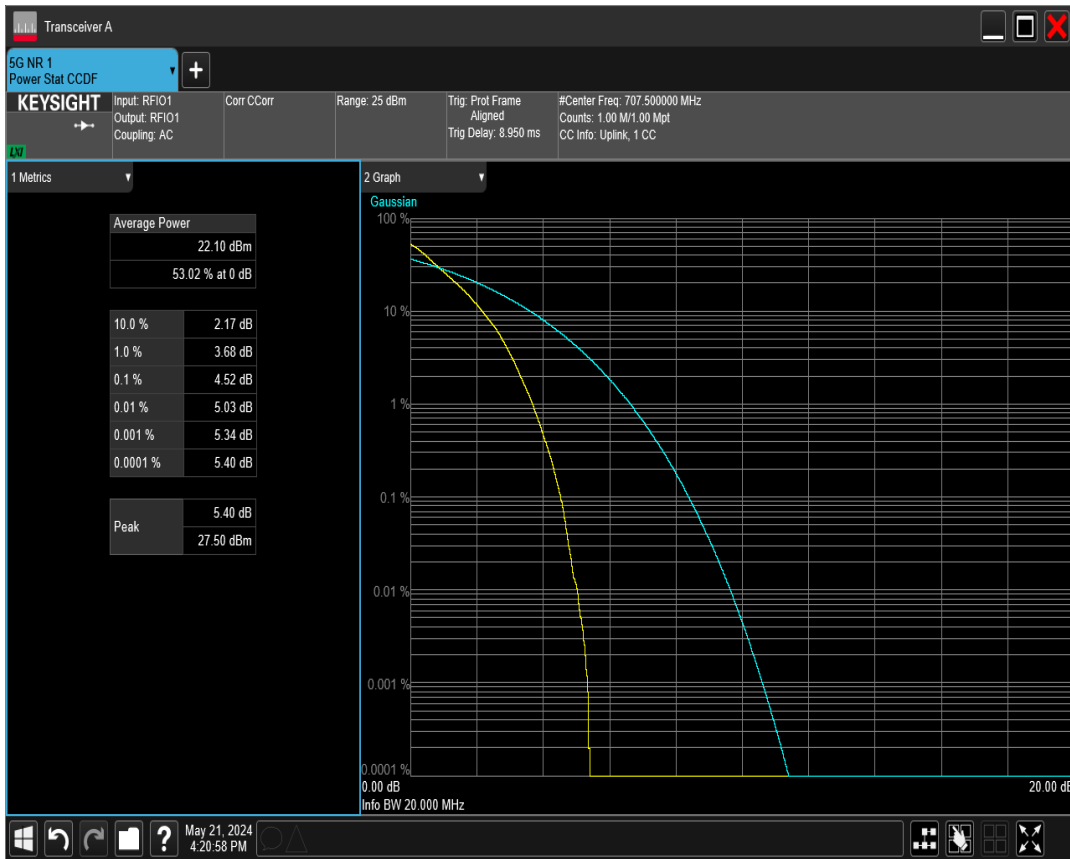 Transceiver A
5G NR 1
Power Stat CCDF
+
KEYSIGHT
LXI
Input: RFIO1
Output: RFIO1
Coupling: AC
Corr CCorr
Range: 25 dBm
Trig: Prot Frame
Aligned
Trig Delay: 8.950 ms
#Center Freq: 707.500000 MHz
Counts: 1.00 M/1.00 Mpt
CC Info: Uplink, 1 CC
1 Metrics
Average Power
22.10 dBm
53.02 % at 0 dB
10.0 % 2.17 dB
1.0 % 3.68 dB
0.1 % 4.52 dB
0.01 % 5.03 dB
0.001 % 5.34 dB
0.0001 % 5.40 dB
Peak 5.40 dB
27.50 dBm
2 Graph
Gaussian
100 %
10 %
1 %
0.1 %
0.01 %
0.001 %
0.0001 %
0.00 dB 20.00 dB
Info BW 20.000 MHz
?
May 21, 2024
4:20:58 PM